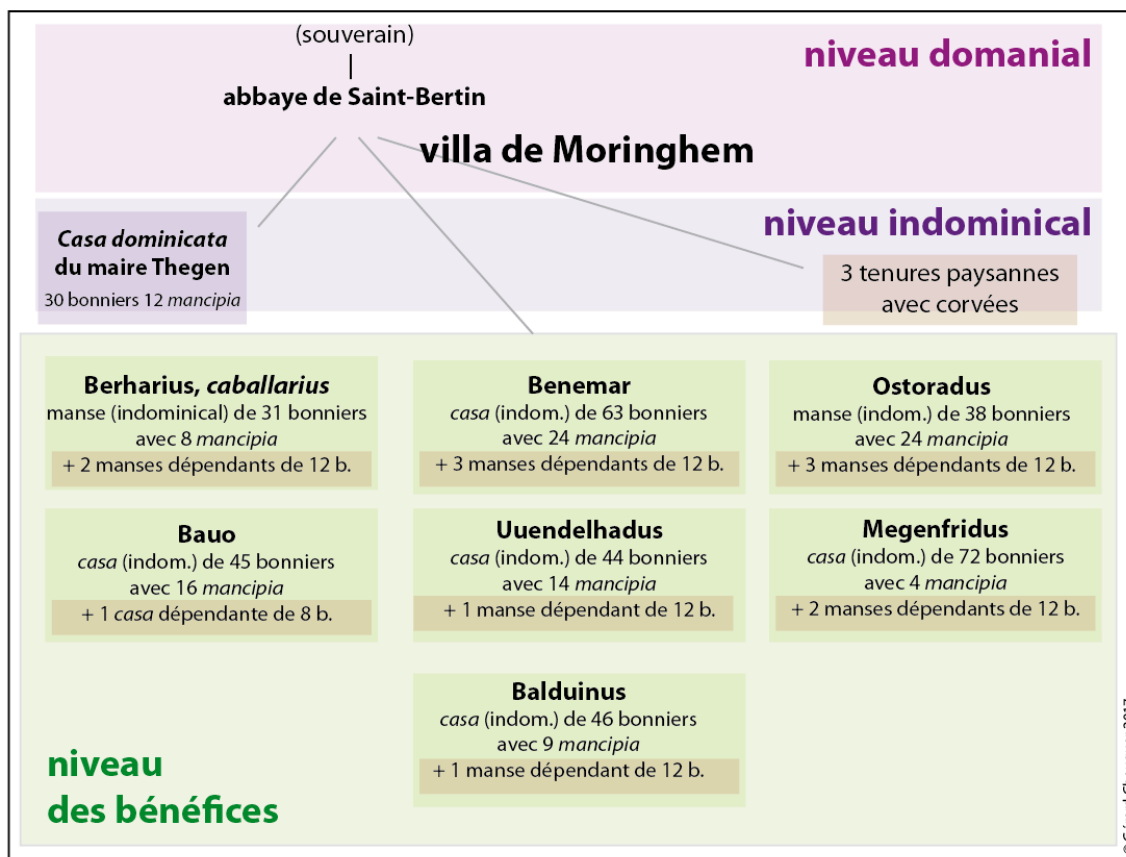 (souverain)
niveau domanial
abbaye de Saint-Bertin
villa de Moringhem
niveau indominical
Casa dominicata
du maire Thegen
30 bonniers 12 mancipia
3 tenures paysannes
avec corvées
Berharius, caballarius
manse (indominical) de 31 bonniers
avec 8 mancipia
+ 2 manses dépendants de 12 b.
Benemar
casa (indom.) de 63 bonniers
avec 24 mancipia
+ 3 manses dépendants de 12 b.
Ostoradus
manse (indom.) de 38 bonniers
avec 24 mancipia
+ 3 manses dépendants de 12 b.
Bauo
casa (indom.) de 45 bonniers
avec 16 mancipia
+ 1 casa dépendante de 8 b.
Uuendelhadus
casa (indom.) de 44 bonniers
avec 14 mancipia
+ 1 manse dépendant de 12 b.
Megenfridus
casa (indom.) de 72 bonniers
avec 4 mancipia
+ 2 manses dépendants de 12 b.
Balduinus
casa (indom.) de 46 bonniers
avec 9 mancipia
+ 1 manse dépendant de 12 b.
niveau
des bénéfices